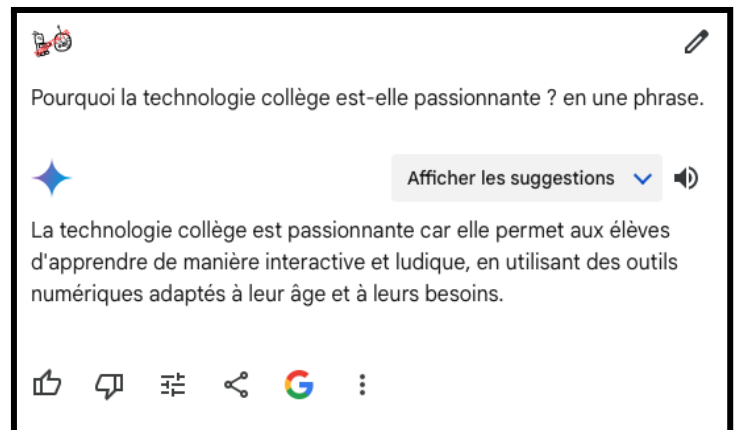 Pourquoi la technologie collège est-elle passionnante ? en une phrase.
Afficher les suggestions
La technologie collège est passionnante car elle permet aux élèves
d'apprendre de manière interactive et ludique, en utilisant des outils
numériques adaptés à leur âge et à leurs besoins.